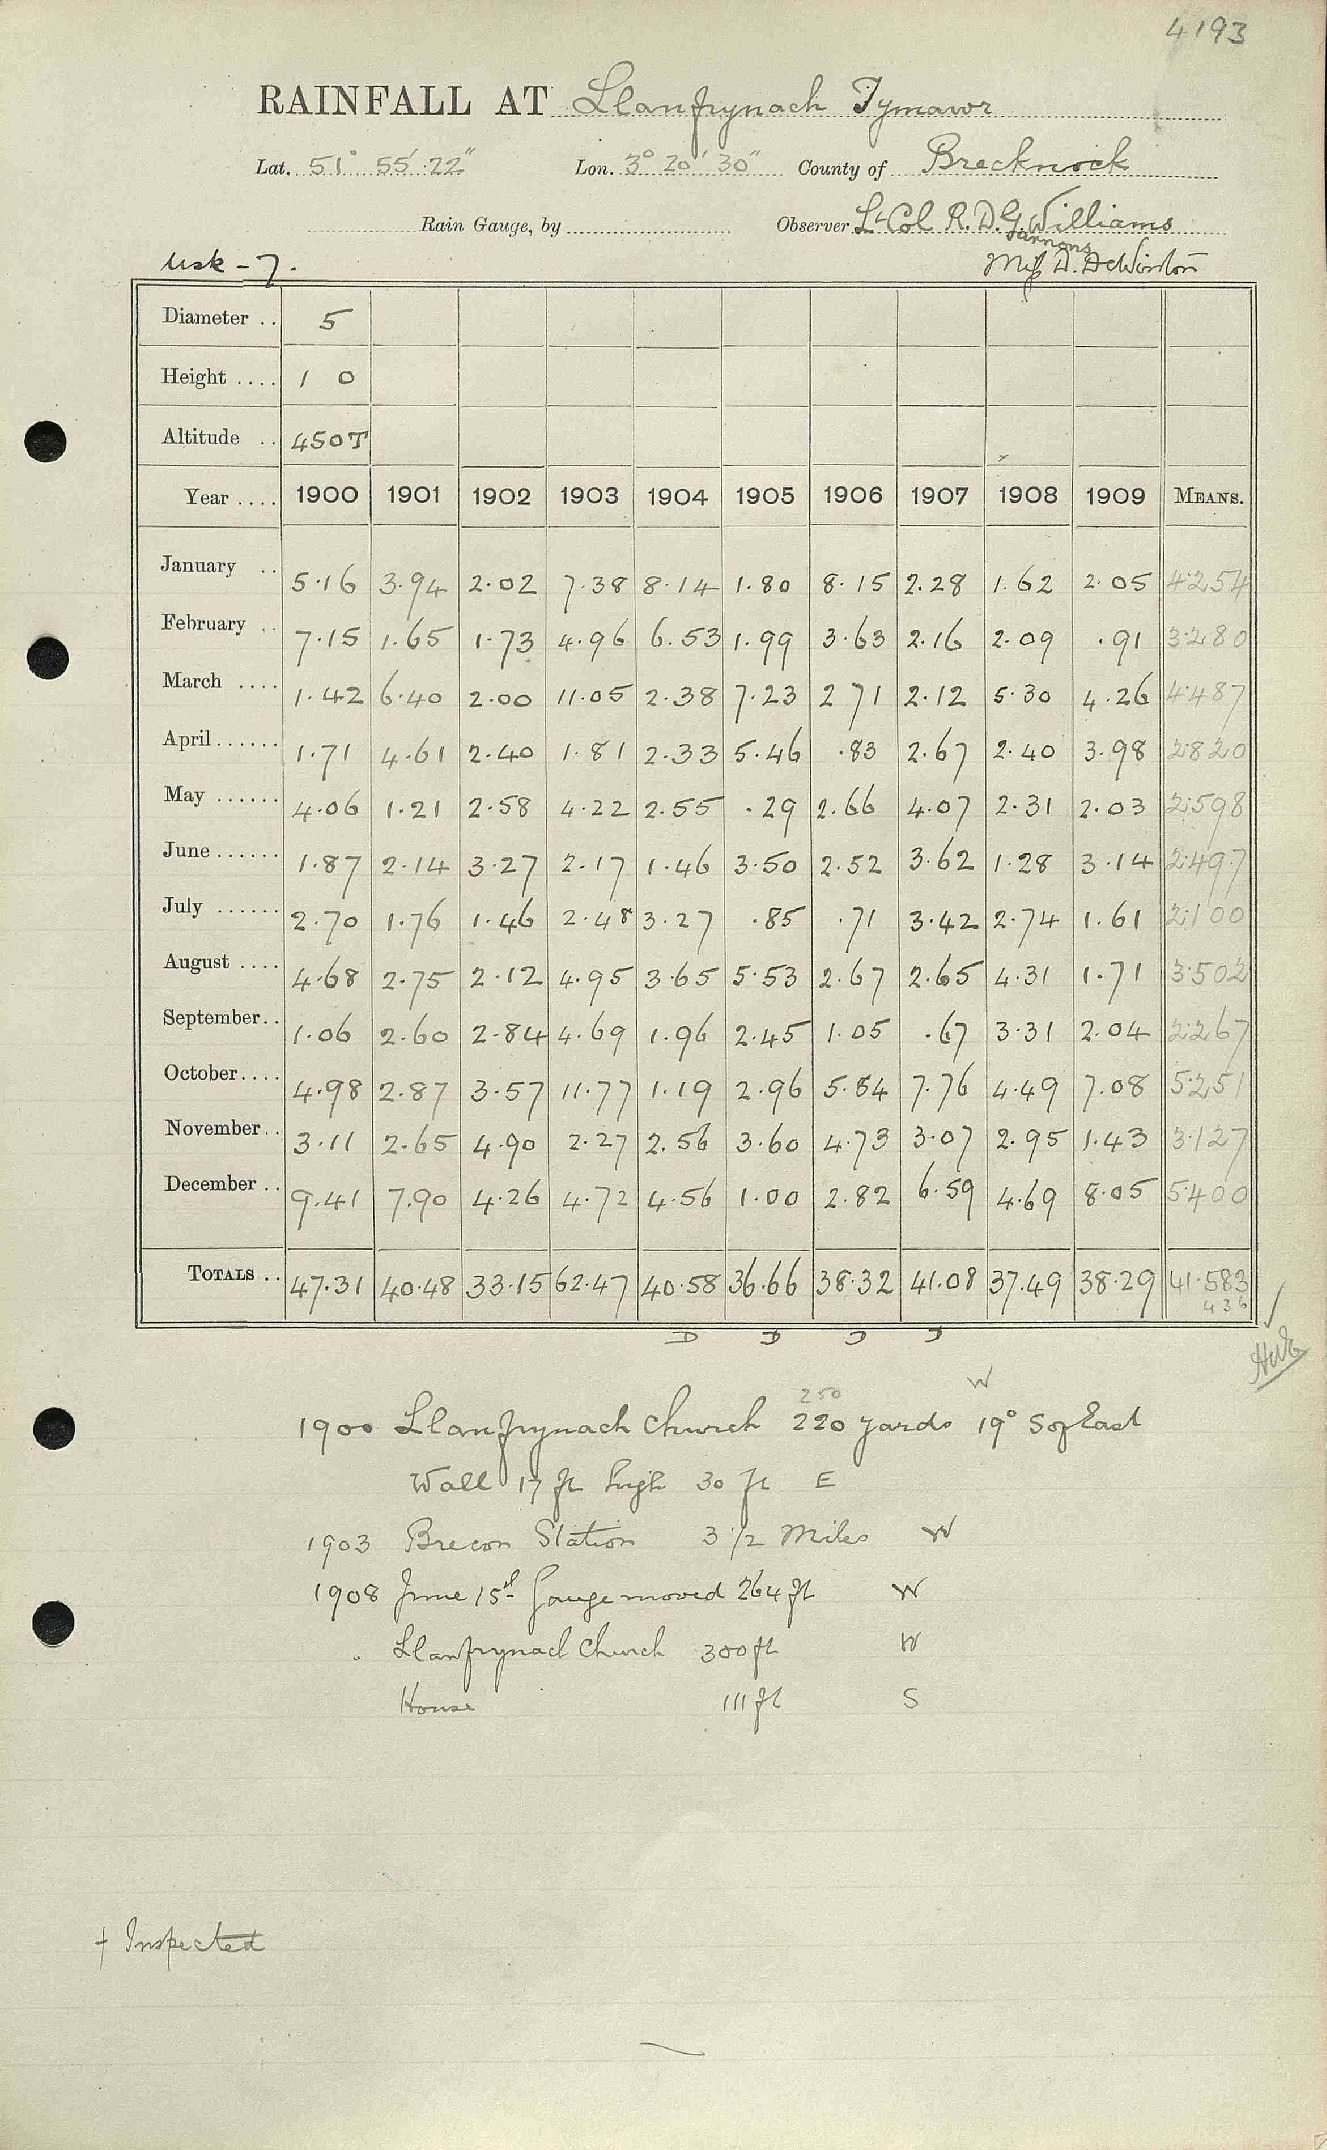 4193
RAINFALL AT Llanfrynach Tymawr
Lat. 51° 55' 22" Lon. 3° 20' 30" County of Brecknock
Rain Gauge, by Observer Lt Col R. D. G. Williams
Garnons
Usk - 7. Miss D. De Winton
Diameter .. 5
Height .... 1 0
Altitude .. 450T
Year .... 1900 1901 1902 1903 1904 1905 1906 1907 1908 1909 MEANS.
January .. 5.16 3.94 2.02 7.38 8.14 1.80 8.15 2.28 1.62 2.05 4.254
February .. 7.15 1.65 1.73 4.96 6.53 1.99 3.63 2.16 2.09 .91 3.280
March .... 1.42 6.40 2.00 11.05 2.38 7.23 2 71 2.12 5.30 4.26 4.487
April ...... 1.71 4.61 2.40 1.81 2.33 5.46 .83 2.67 2.40 3.98 2.820
May ...... 4.06 1.21 2.58 4.22 2.55 .29 2.66 4.07 2.31 2.03 2.598
June ...... 1.87 2.14 3.27 2.17 1.46 3.50 2.52 3.62 1.28 3.14 2.497
July ...... 2.70 1.76 1.46 2.48 3.27 .85 .71 3.42 2.74 1.61 2.100
August .... 4.68 2.75 2.12 4.95 3.65 5.53 2.67 2.65 4.31 1.71 3.502
September .. 1.06 2.60 2.84 4.69 1.96 2.45 1.05 .67 3.31 2.04 2.267
October .... 4.98 2.87 3.57 11.77 1.19 2.96 5.84 7.76 4.49 7.08 5.251
November .. 3.11 2.65 4.90 2.27 2.56 3.60 4.73 3.07 2.95 1.43 3.127
December .. 9.41 7.90 4.26 4.72 4.56 1.00 2.82 6.59 4.69 8.05 5.400
TOTALS .. 47.31 40.48 33.15 62.47 40.58 36.66 38.32 41.08 37.49 38.29 41.583
436
D D D D
250 W
1900 Llanfrynach Church 220 yards 19° S of East
Wall 17 ft high 30 ft E
1903 Brecon Station 3 1/2 Miles W
1908 June 15th Gauge moved 264 ft W
" Llanfrynach Church 300 ft W
House 111 ft S
† Inspected